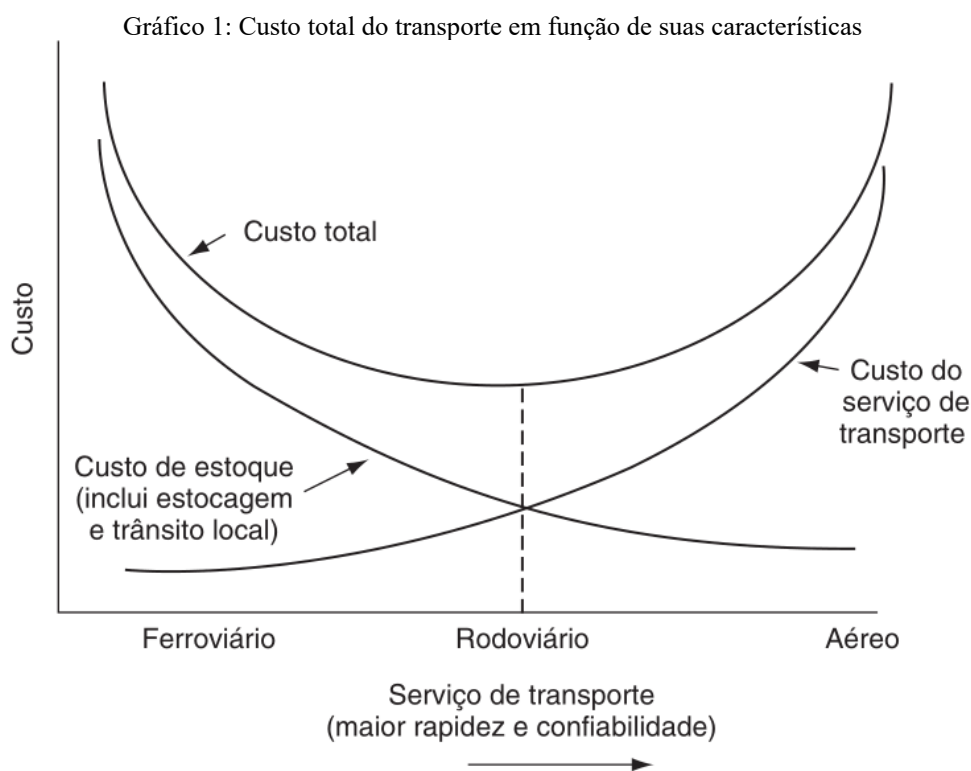 Gráfico 1: Custo total do transporte em função de suas características
Custo total
Custo
Custo do
serviço de
transporte
Custo de estoque
(inclui estocagem
e trânsito local)
Ferroviário
Rodoviário
Aéreo
Serviço de transporte
(maior rapidez e confiabilidade)